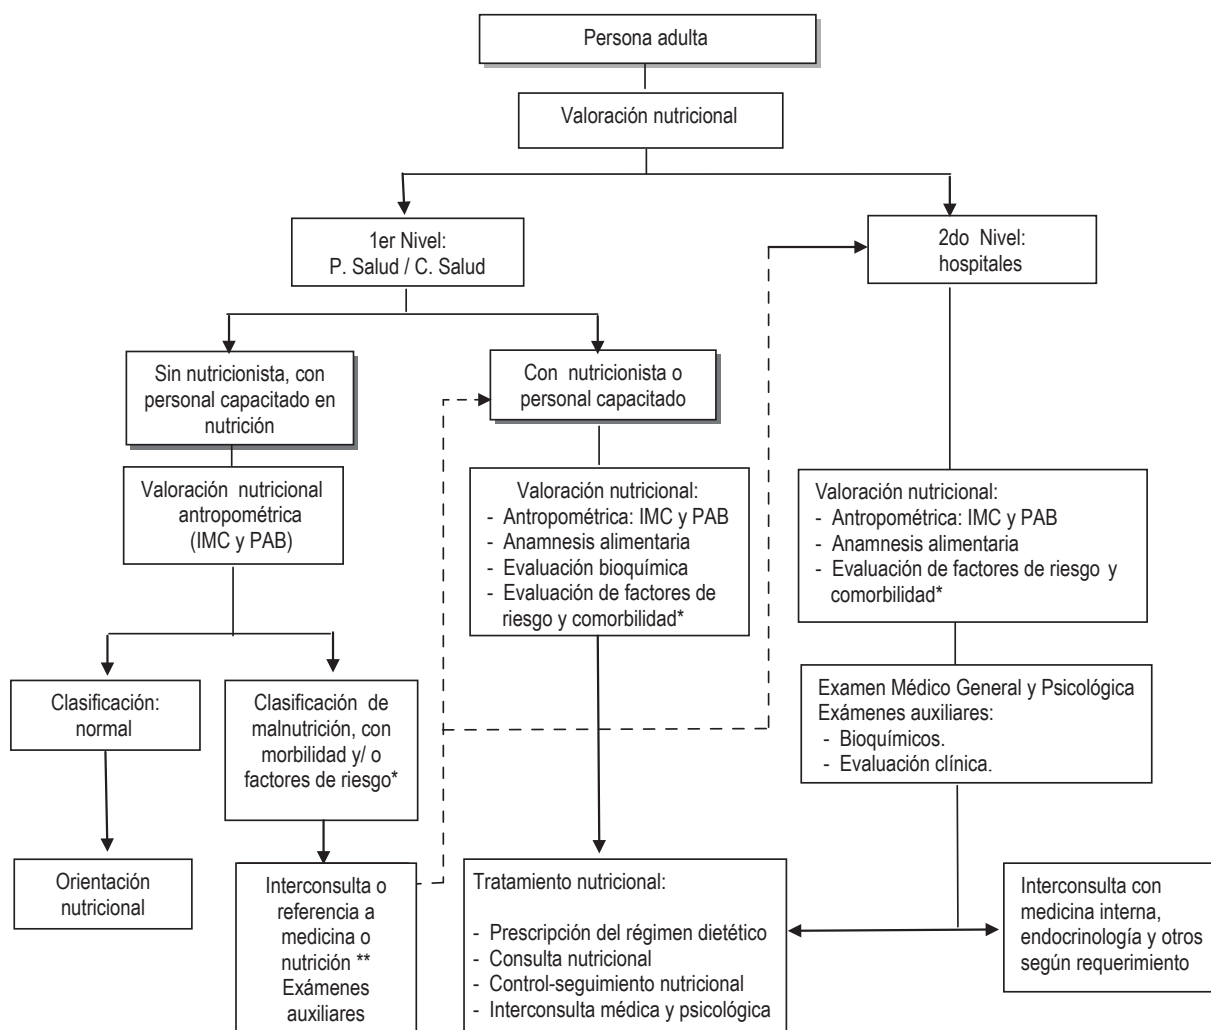 Persona adulta
Valoración nutricional
1er Nivel:
P. Salud / C. Salud
2do Nivel:
hospitales
Sin nutricionista, con
personal capacitado en
nutrición
Con nutricionista o
personal capacitado
Valoración nutricional
antropométrica
(IMC y PAB)
Valoración nutricional:
- Antropométrica: IMC y PAB
- Anamnesis alimentaria
- Evaluación bioquímica
- Evaluación de factores de
riesgo y comorbilidad*
Valoración nutricional:
- Antropométrica: IMC y PAB
- Anamnesis alimentaria
- Evaluación de factores de riesgo y
comorbilidad*
Clasificación:
normal
Clasificación de
malnutrición, con
morbilidad y/ o
factores de riesgo*
Examen Médico General y Psicológica
Exámenes auxiliares:
- Bioquímicos.
- Evaluación clínica.
Orientación
nutricional
Interconsulta o
referencia a
medicina o
nutrición **
Exámenes
auxiliares
Tratamiento nutricional:
- Prescripción del régimen dietético
- Consulta nutricional
- Control-seguimiento nutricional
- Interconsulta médica y psicológica
Interconsulta con
medicina interna,
endocrinología y otros
según requerimiento